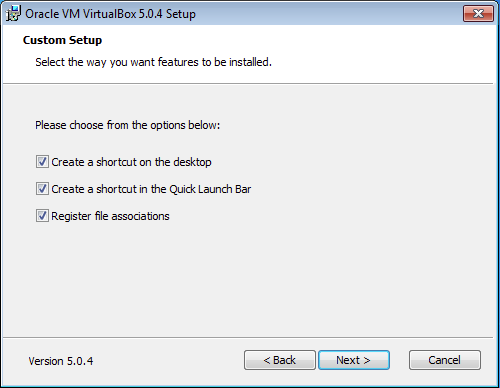 Oracle VM VirtualBox 5.0.4 Setup
Custom Setup
Select the way you want features to be installed.
Please choose from the options below:
Create a shortcut on the desktop
Create a shortcut in the Quick Launch Bar
Register file associations
Version 5.0.4
< Back
Next >
Cancel